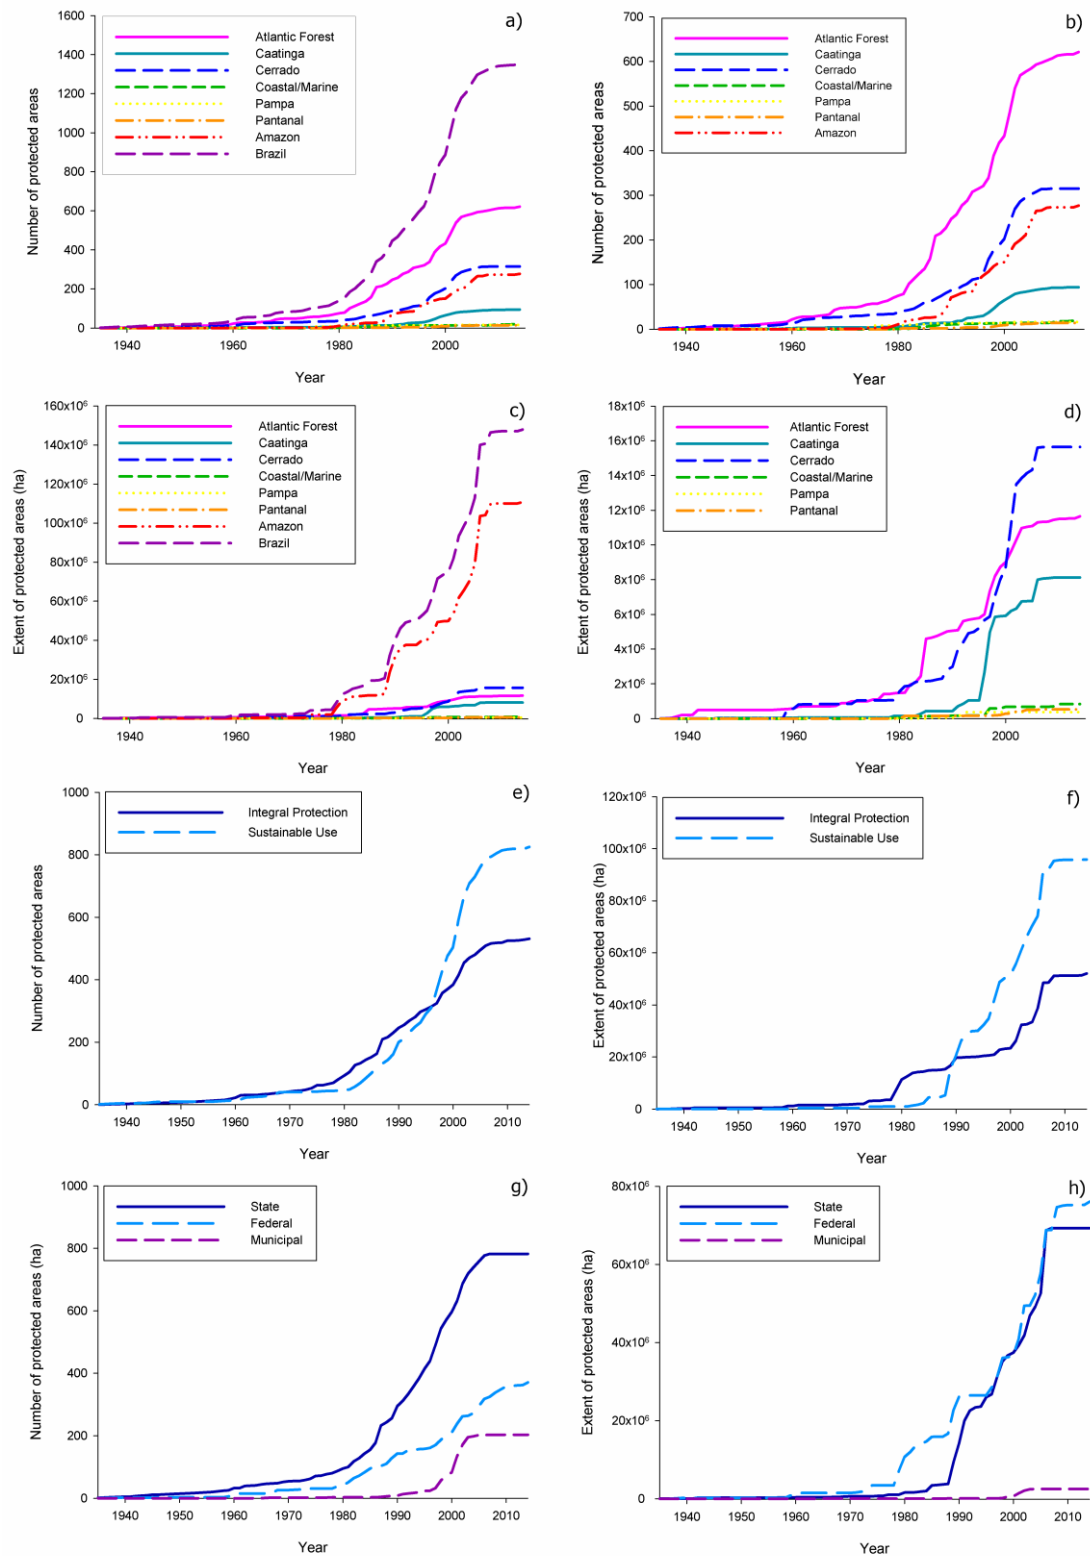 a)
Number of protected areas
1600
1400
1200
1000
800
600
400
200
0
Atlantic Forest
Caatinga
Cerrado
Coastal/Marine
Pampa
Pantanal
Amazon
Brazil
1940 1960 1980 2000
Year
b)
Number of protected areas
700
600
500
400
300
200
100
0
Atlantic Forest
Caatinga
Cerrado
Coastal/Marine
Pampa
Pantanal
Amazon
1940 1960 1980 2000
Year
c)
Extent of protected areas (ha)
160x10⁶
140x10⁶
120x10⁶
100x10⁶
80x10⁶
60x10⁶
40x10⁶
20x10⁶
0
Atlantic Forest
Caatinga
Cerrado
Coastal/Marine
Pampa
Pantanal
Amazon
Brazil
1940 1960 1980 2000
Year
d)
Extent of protected areas (ha)
18x10⁶
16x10⁶
14x10⁶
12x10⁶
10x10⁶
8x10⁶
6x10⁶
4x10⁶
2x10⁶
0
Atlantic Forest
Caatinga
Cerrado
Coastal/Marine
Pampa
Pantanal
1940 1960 1980 2000
Year
e)
Number of protected areas
1000
800
600
400
200
0
Integral Protection
Sustainable Use
1940 1950 1960 1970 1980 1990 2000 2010
Year
f)
Extent of protected areas (ha)
120x10⁶
100x10⁶
80x10⁶
60x10⁶
40x10⁶
20x10⁶
0
Integral Protection
Sustainable Use
1940 1950 1960 1970 1980 1990 2000 2010
Year
g)
Number of protected areas (ha)
1000
800
600
400
200
0
State
Federal
Municipal
1940 1950 1960 1970 1980 1990 2000 2010
Year
h)
Extent of protected areas (ha)
80x10⁶
60x10⁶
40x10⁶
20x10⁶
0
State
Federal
Municipal
1940 1950 1960 1970 1980 1990 2000 2010
Year